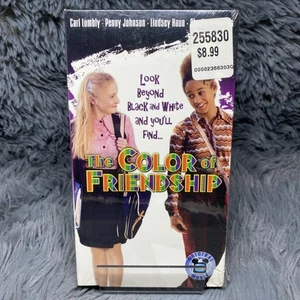 Carl Lumbly · Penny Johnson · Lindsey Haun ·
255830
$8.99
Look
Beyond
Black and White
and you'll
Find...
The Color of
Friendship